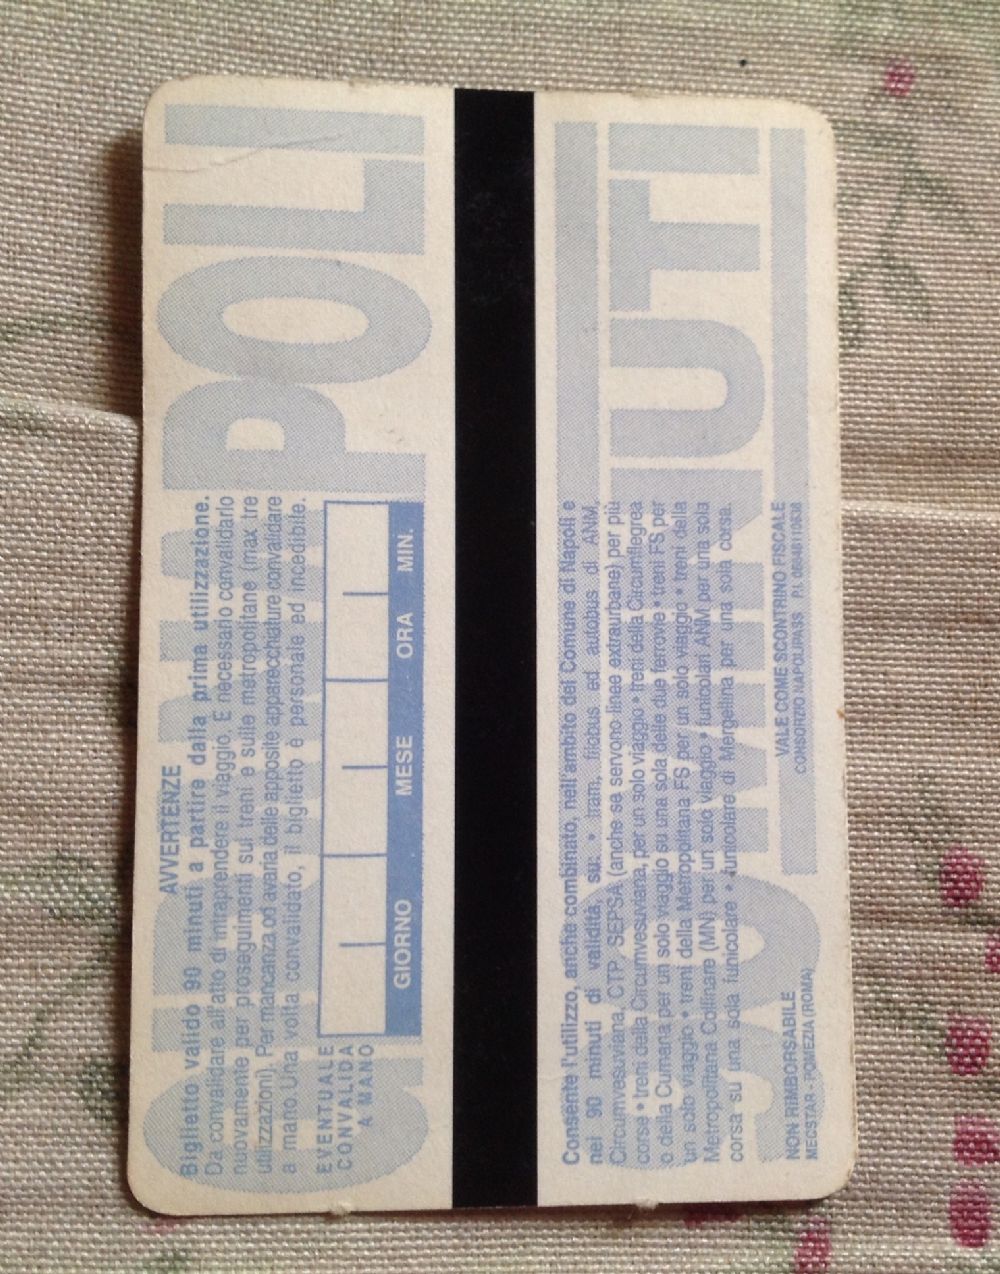 GIRANAPOLI
AVVERTENZE
Biglietto valido 90 minuti a partire dalla prima utilizzazione.
Da convalidare all'atto di intraprendere il viaggio. È necessario convalidarlo
nuovamente per proseguimenti sui treni e sulle metropolitane (max tre
utilizzazioni). Per mancanza od avaria delle apposite apparecchiature convalidare
a mano. Una volta convalidato, il biglietto è personale ed incedibile.
EVENTUALE
CONVALIDA
A MANO
GIORNO MESE ORA MIN.
90 MINUTI
Consente l'utilizzo, anche combinato, nell'ambito del Comune di Napoli e
nei 90 minuti di validità, su: • tram, filobus ed autobus di ANM,
Circumvesuviana, CTP, SEPSA (anche se servono linee extraurbane) per più
corse • treni della Circumvesuviana, per un solo viaggio • treni della Circumflegrea
o della Cumana per un solo viaggio su una sola delle due ferrovie • treni FS per
un solo viaggio • treni della Metropolitana FS per un solo viaggio • treni della
Metropolitana Collinare (MN) per un solo viaggio • funicolari ANM per una sola
corsa su una sola funicolare • funicolare di Mergellina per una sola corsa.
NON RIMBORSABILE
MEGSTAR - POMEZIA (ROMA)
VALE COME SCONTRINO FISCALE
CONSORZIO NAPOLIPASS P.I.